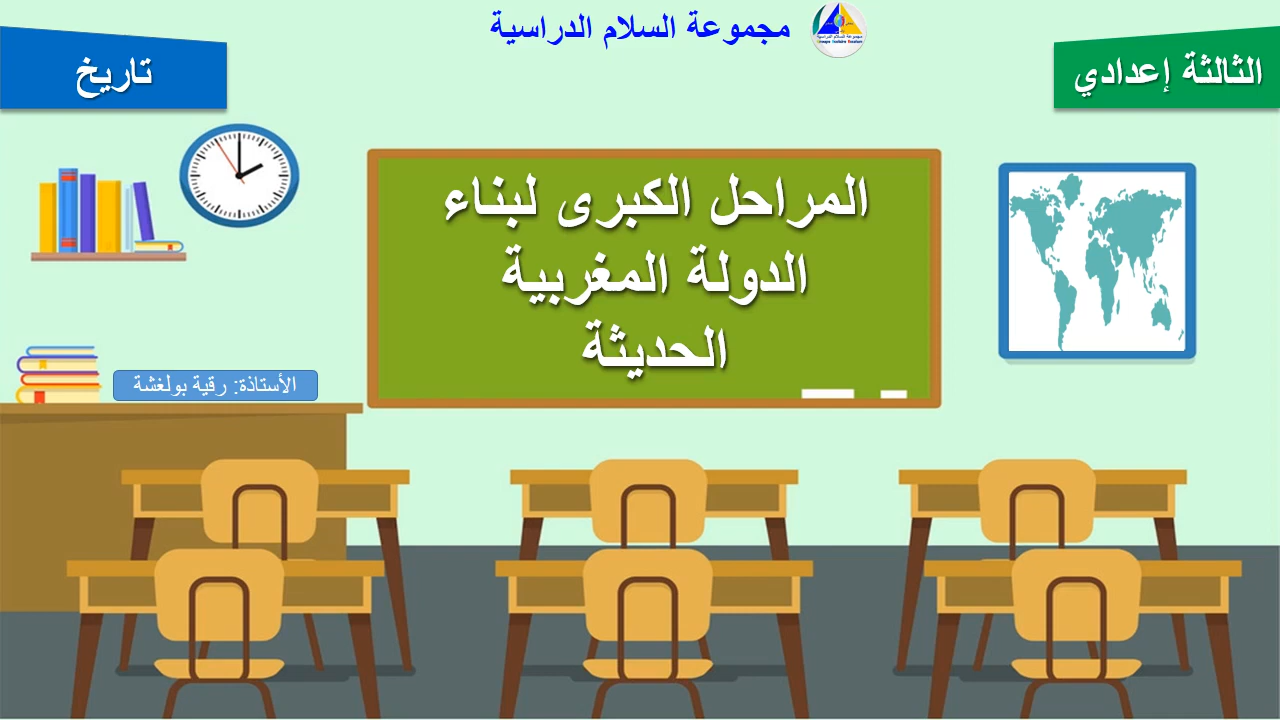 مجموعة السلام الدراسية
الثالثة إعدادي
تاريخ
المراحل الكبرى لبناء
الدولة المغربية
الحديثة
الأستاذة: رقية بولغشة